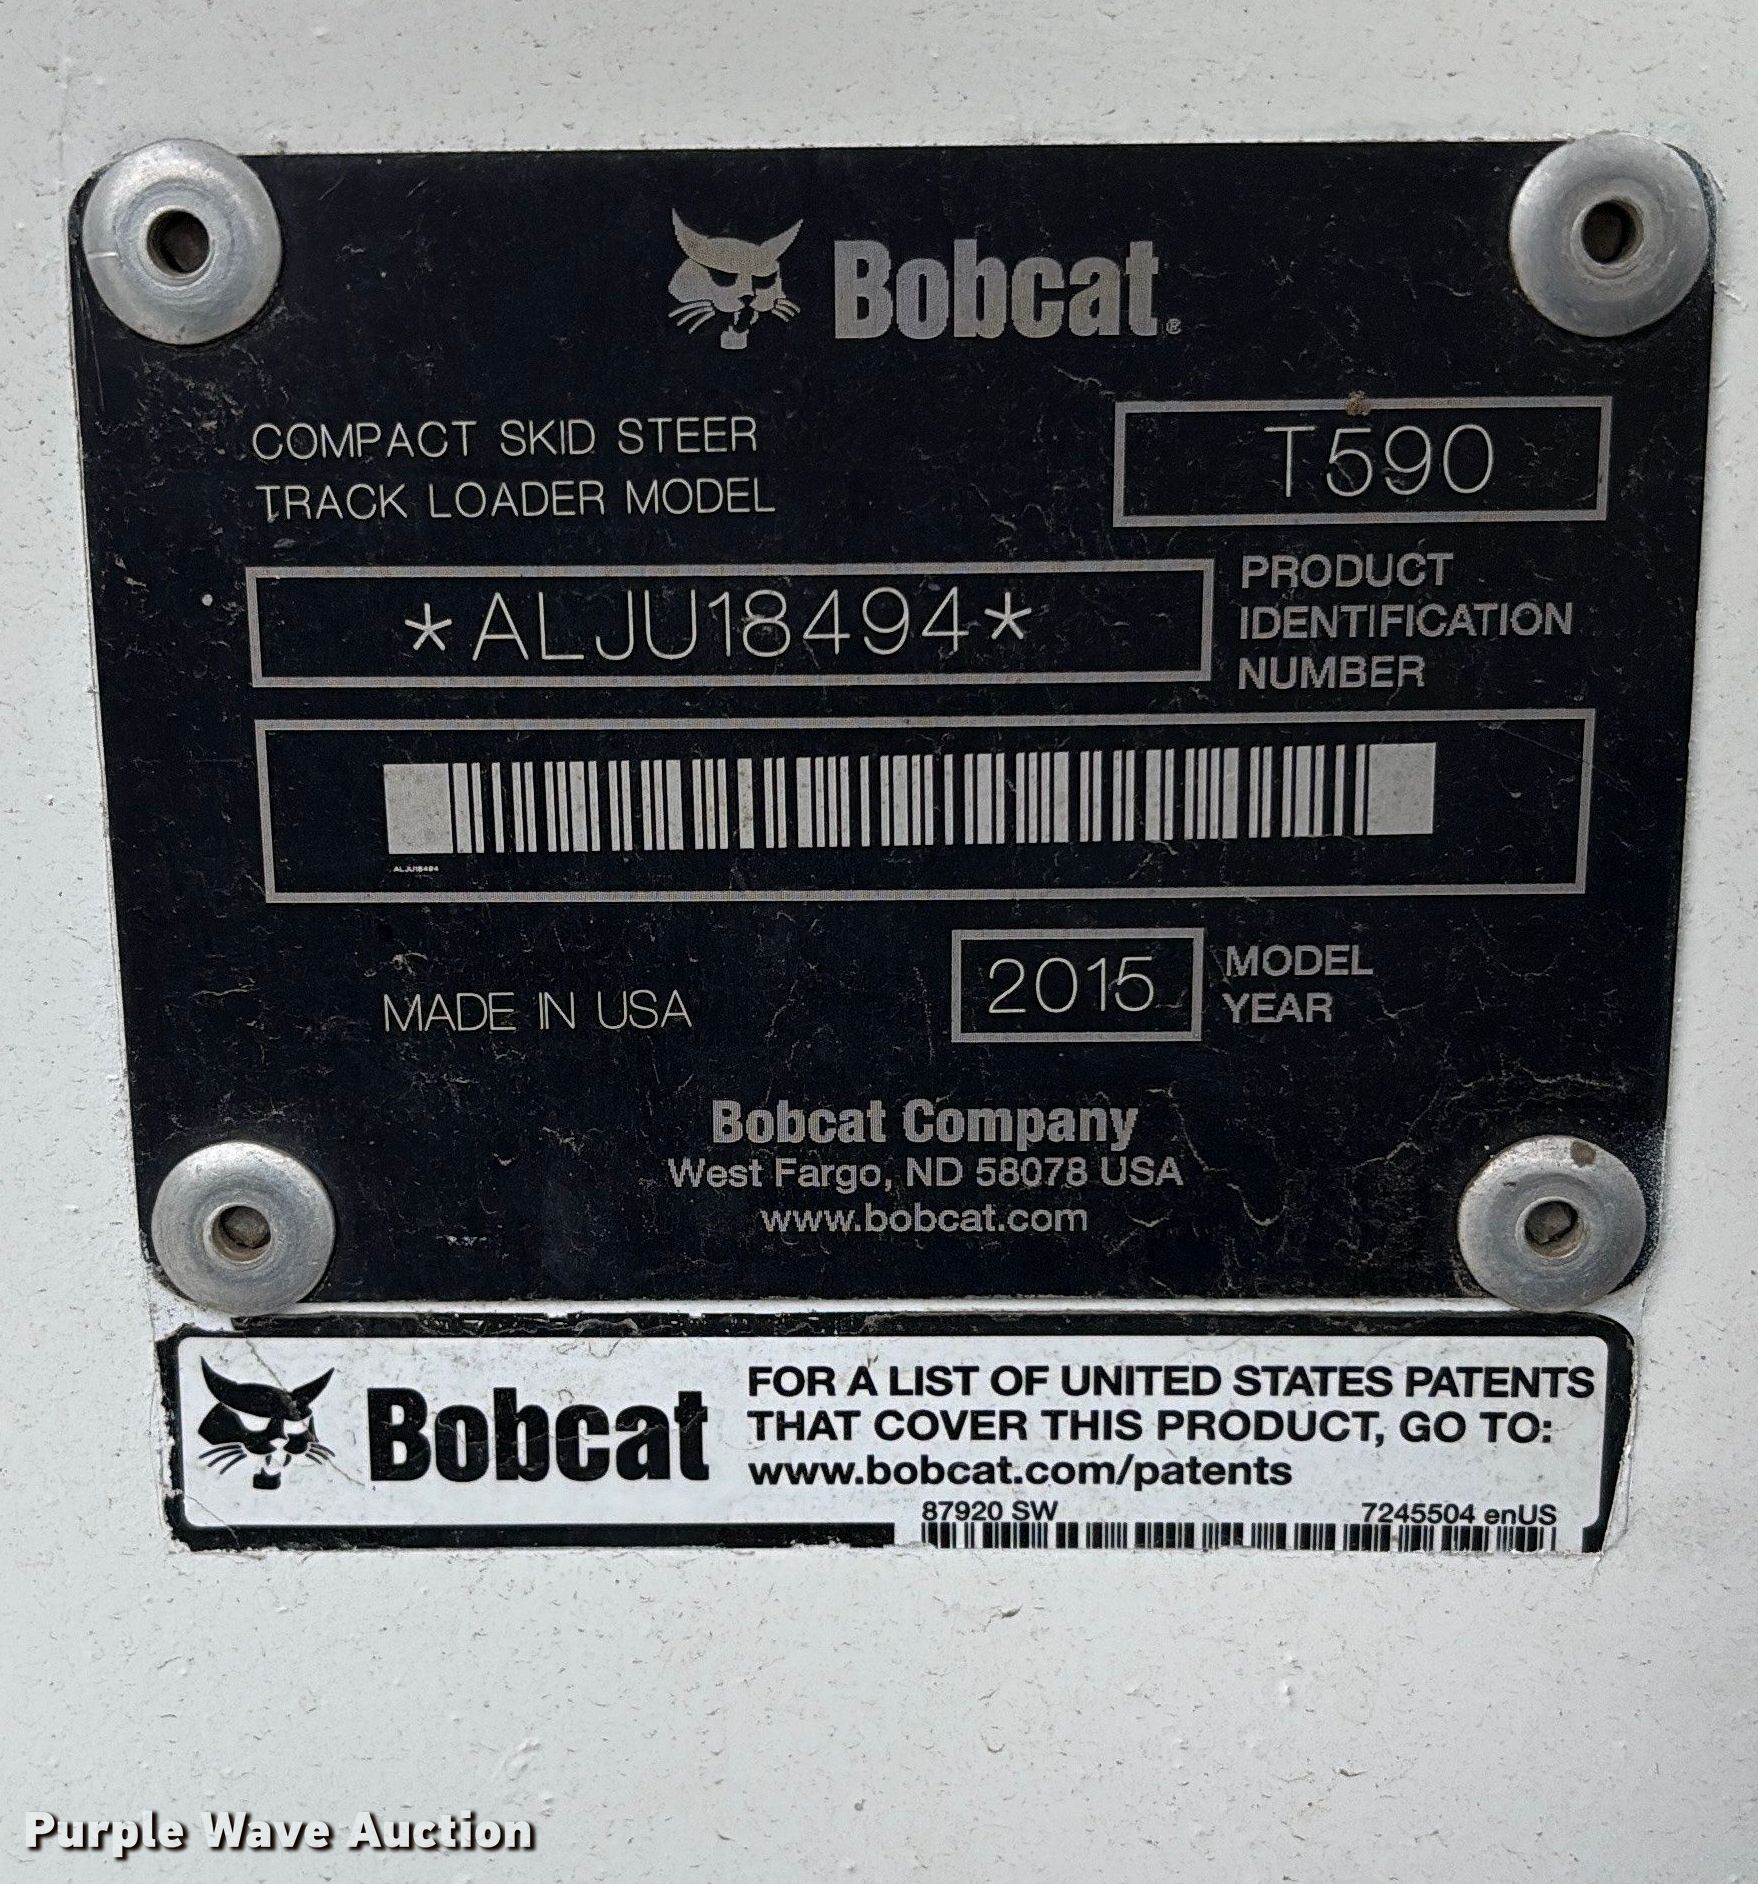 Bobcat®
COMPACT SKID STEER
TRACK LOADER MODEL
T590
*ALJU18494*
PRODUCT
IDENTIFICATION
NUMBER
ALJU18494
MADE IN USA
2015
MODEL
YEAR
Bobcat Company
West Fargo, ND 58078 USA
www.bobcat.com
Bobcat
FOR A LIST OF UNITED STATES PATENTS
THAT COVER THIS PRODUCT, GO TO:
www.bobcat.com/patents
87920 SW
7245504 enUS
Purple Wave Auction